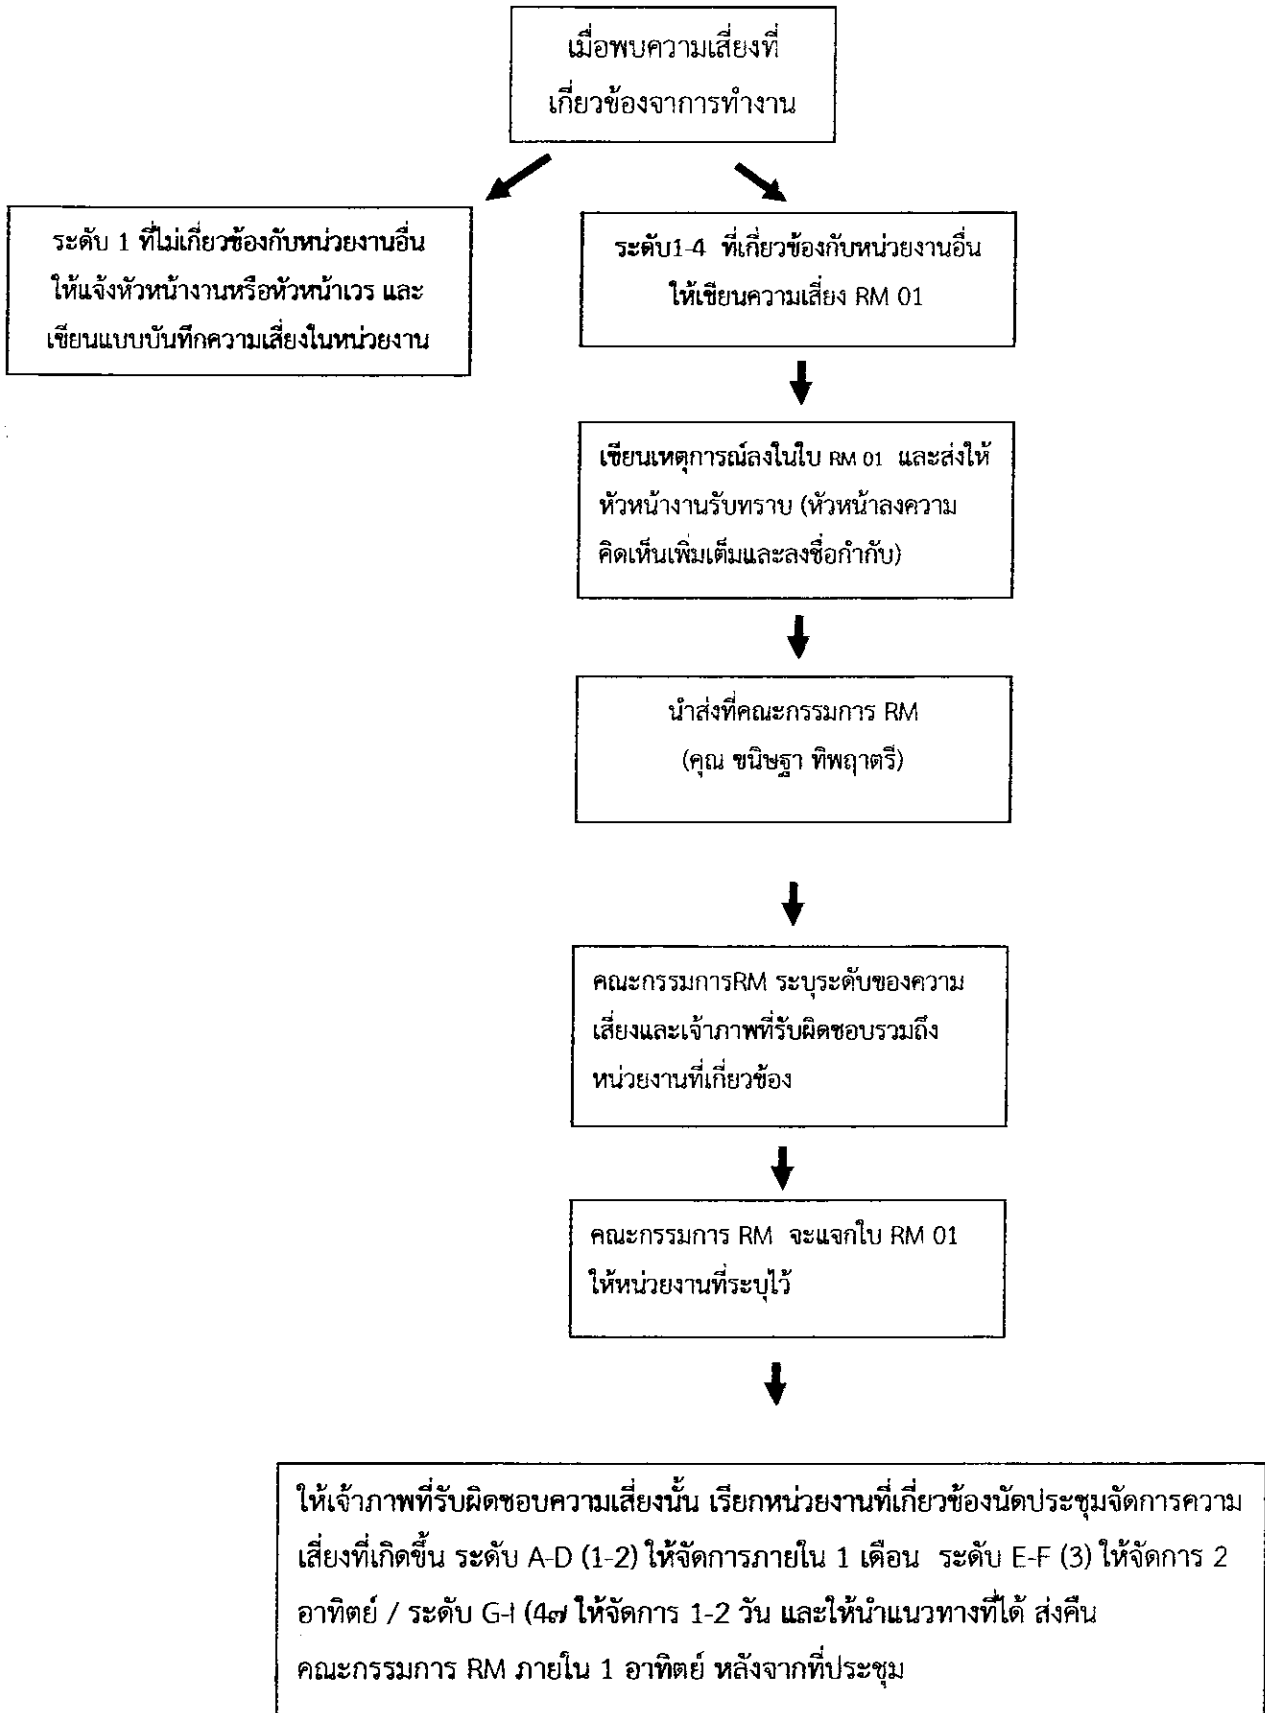 เมื่อพบความเสี่ยงที่
เกี่ยวข้องจาการทำงาน
ระดับ 1 ที่ไม่เกี่ยวข้องกับหน่วยงานอื่น
ให้แจ้งหัวหน้างานหรือหัวหน้าเวร และ
เขียนแบบบันทึกความเสี่ยงในหน่วยงาน
ระดับ1-4 ที่เกี่ยวข้องกับหน่วยงานอื่น
ให้เขียนความเสี่ยง RM 01
เขียนเหตุการณ์ลงในใบ RM 01 และส่งให้
หัวหน้างานรับทราบ (หัวหน้าลงความ
คิดเห็นเพิ่มเต็มและลงชื่อกำกับ)
นำส่งที่คณะกรรมการ RM
(คุณ ขนิษฐา ทิพฤาตรี)
คณะกรรมการRM ระบุระดับของความ
เสี่ยงและเจ้าภาพที่รับผิดชอบรวมถึง
หน่วยงานที่เกี่ยวข้อง
คณะกรรมการ RM จะแจกใบ RM 01
ให้หน่วยงานที่ระบุไว้
ให้เจ้าภาพที่รับผิดชอบความเสี่ยงนั้น เรียกหน่วยงานที่เกี่ยวข้องนัดประชุมจัดการความ
เสี่ยงที่เกิดขึ้น ระดับ A-D (1-2) ให้จัดการภายใน 1 เดือน ระดับ E-F (3) ให้จัดการ 2
อาทิตย์ / ระดับ G-I (4๗ ให้จัดการ 1-2 วัน และให้นำแนวทางที่ได้ ส่งคืน
คณะกรรมการ RM ภายใน 1 อาทิตย์ หลังจากที่ประชุม